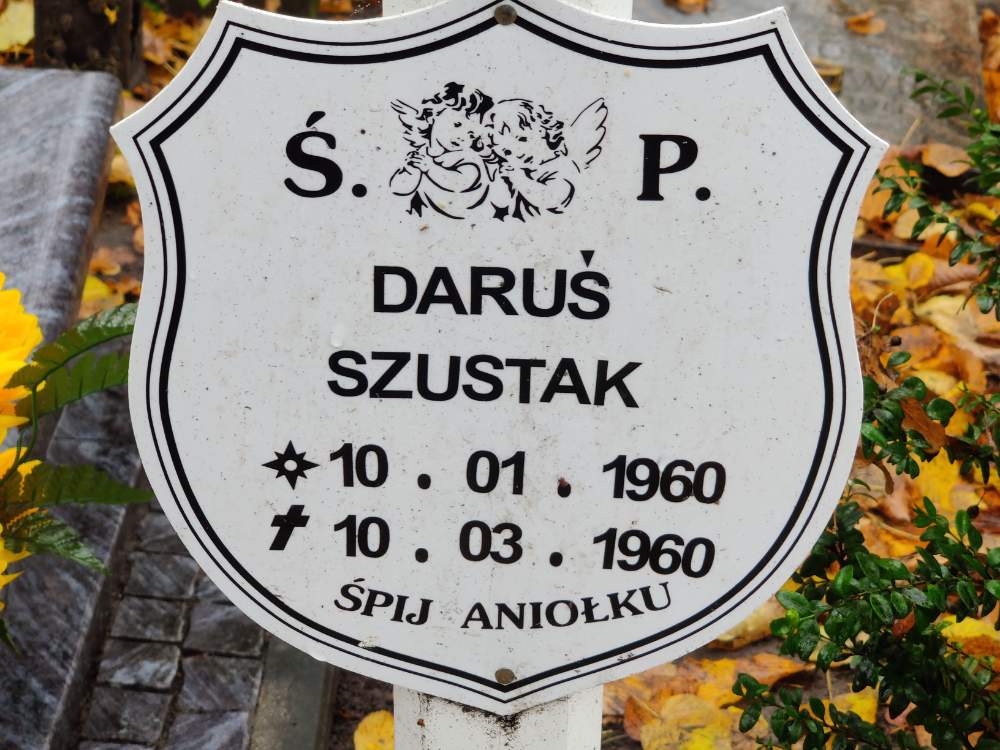 Ś. P.
DARUŚ
SZUSTAK
10 . 01 . 1960
10 . 03 . 1960
ŚPIJ ANIOŁKU